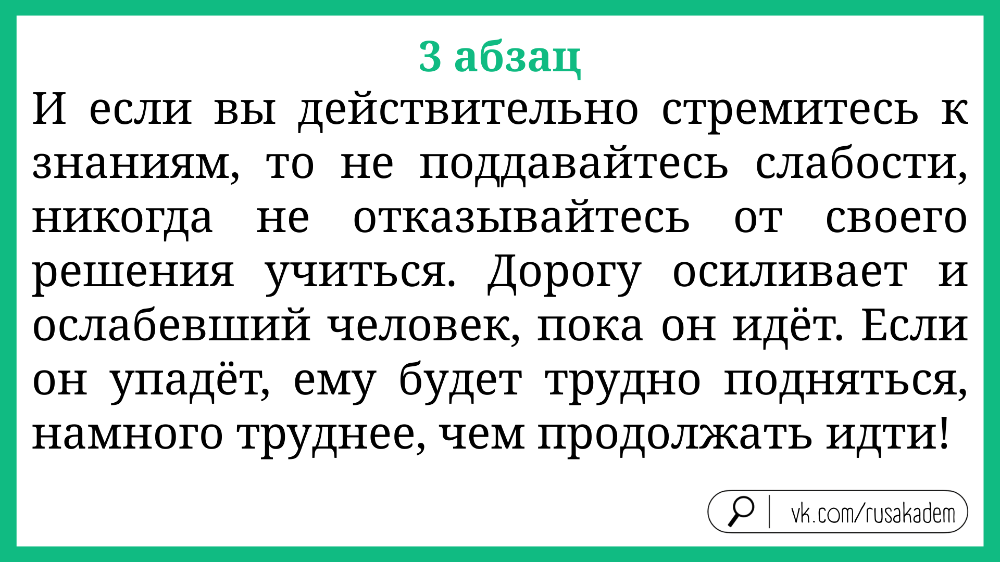 3 абзац
И если вы действительно стремитесь к
знаниям, то не поддавайтесь слабости,
никогда не отказывайтесь от своего
решения учиться. Дорогу осиливает и
ослабевший человек, пока он идёт. Если
он упадёт, ему будет трудно подняться,
намного труднее, чем продолжать идти!
vk.com/rusakadem